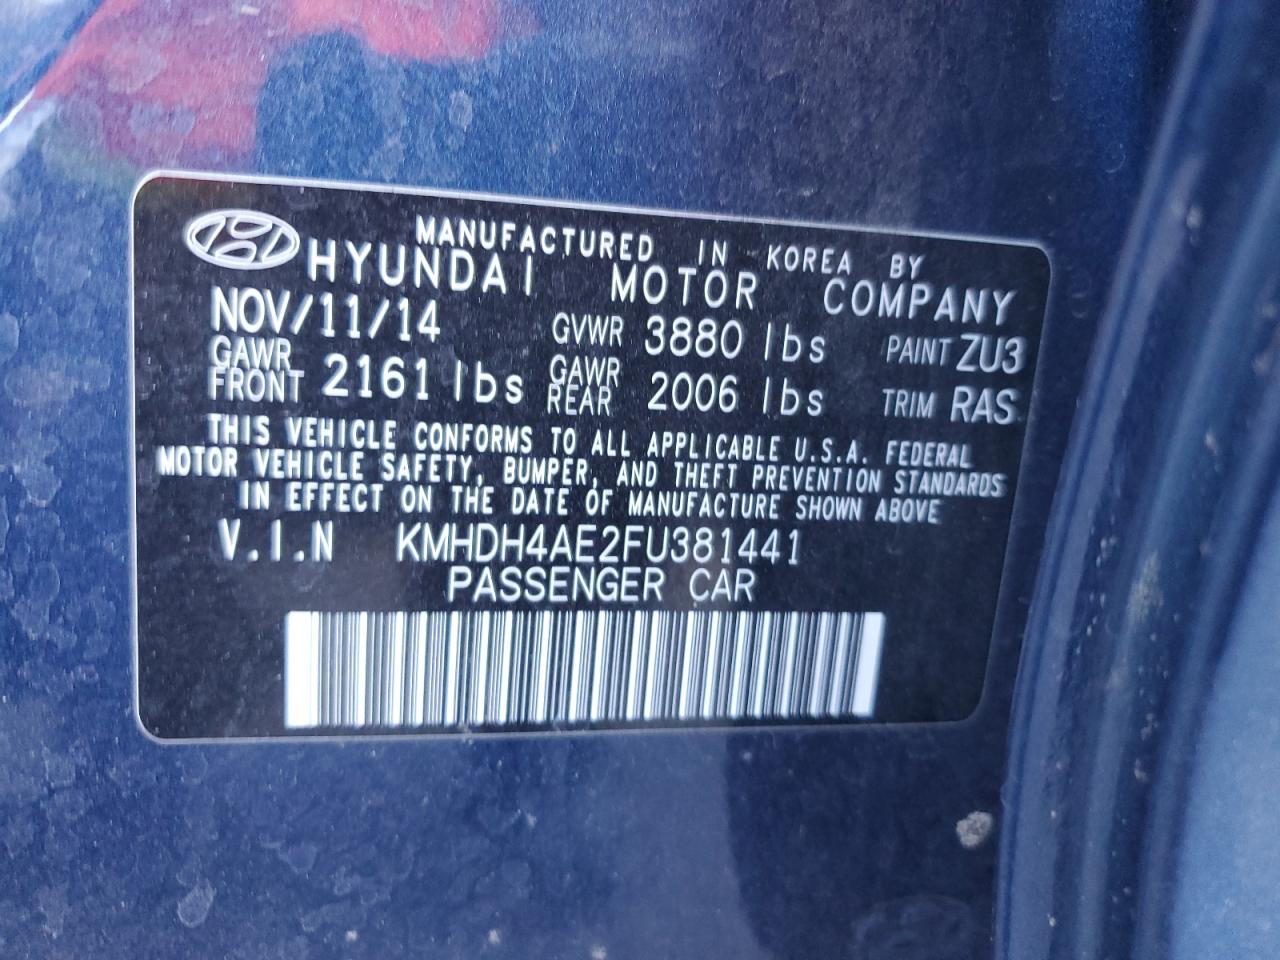 MANUFACTURED IN KOREA BY
HYUNDAI MOTOR COMPANY
NOV/11/14 GVWR 3880 lbs PAINT ZU3
GAWR FRONT 2161 lbs GAWR REAR 2006 lbs TRIM RAS
THIS VEHICLE CONFORMS TO ALL APPLICABLE U.S.A. FEDERAL
MOTOR VEHICLE SAFETY, BUMPER, AND THEFT PREVENTION STANDARDS
IN EFFECT ON THE DATE OF MANUFACTURE SHOWN ABOVE
V.I.N KMHDH4AE2FU381441
PASSENGER CAR